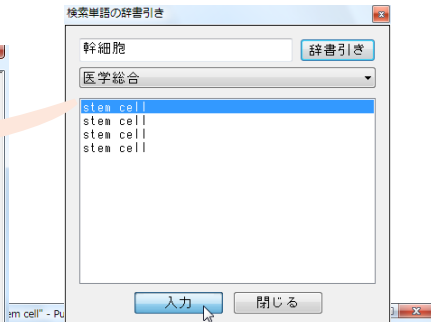 検索単語の辞書引き
幹細胞 辞書引き
医学総合
stem cell
stem cell
stem cell
stem cell
入力 閉じる
em cell" - Pu